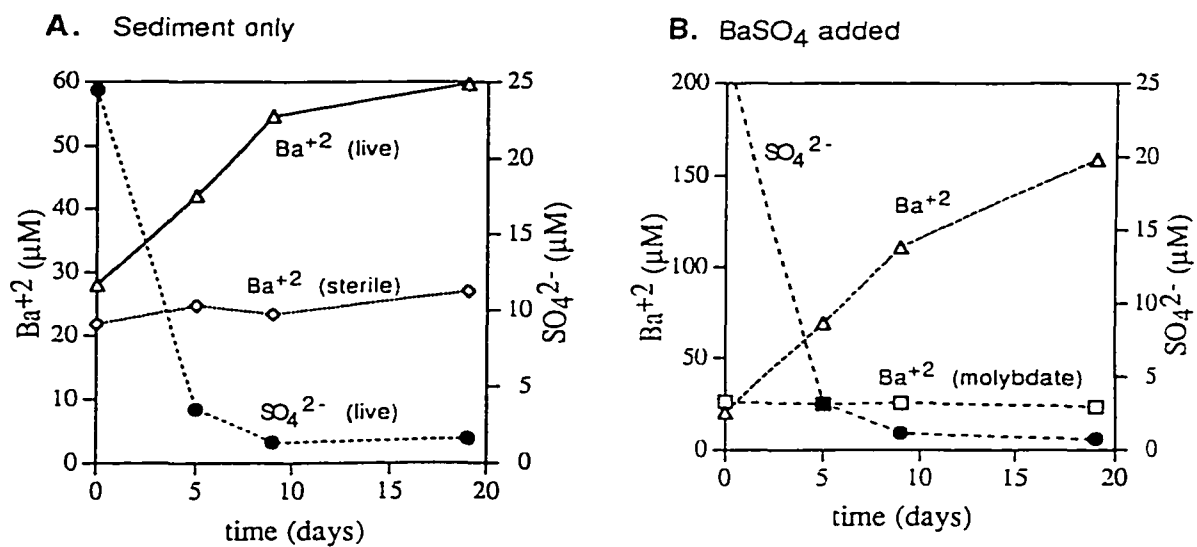 A. Sediment only
60
50
40
30
20
10
0
Ba⁺² (µM)
25
20
15
10
5
0
SO₄²⁻ (µM)
Ba⁺² (live)
Ba⁺² (sterile)
SO₄²⁻ (live)
0 5 10 15 20
time (days)
B. BaSO₄ added
200
150
100
50
0
Ba⁺² (µM)
25
20
15
10
5
0
SO₄²⁻ (µM)
SO₄²⁻
Ba⁺²
Ba⁺² (molybdate)
0 5 10 15 20
time (days)